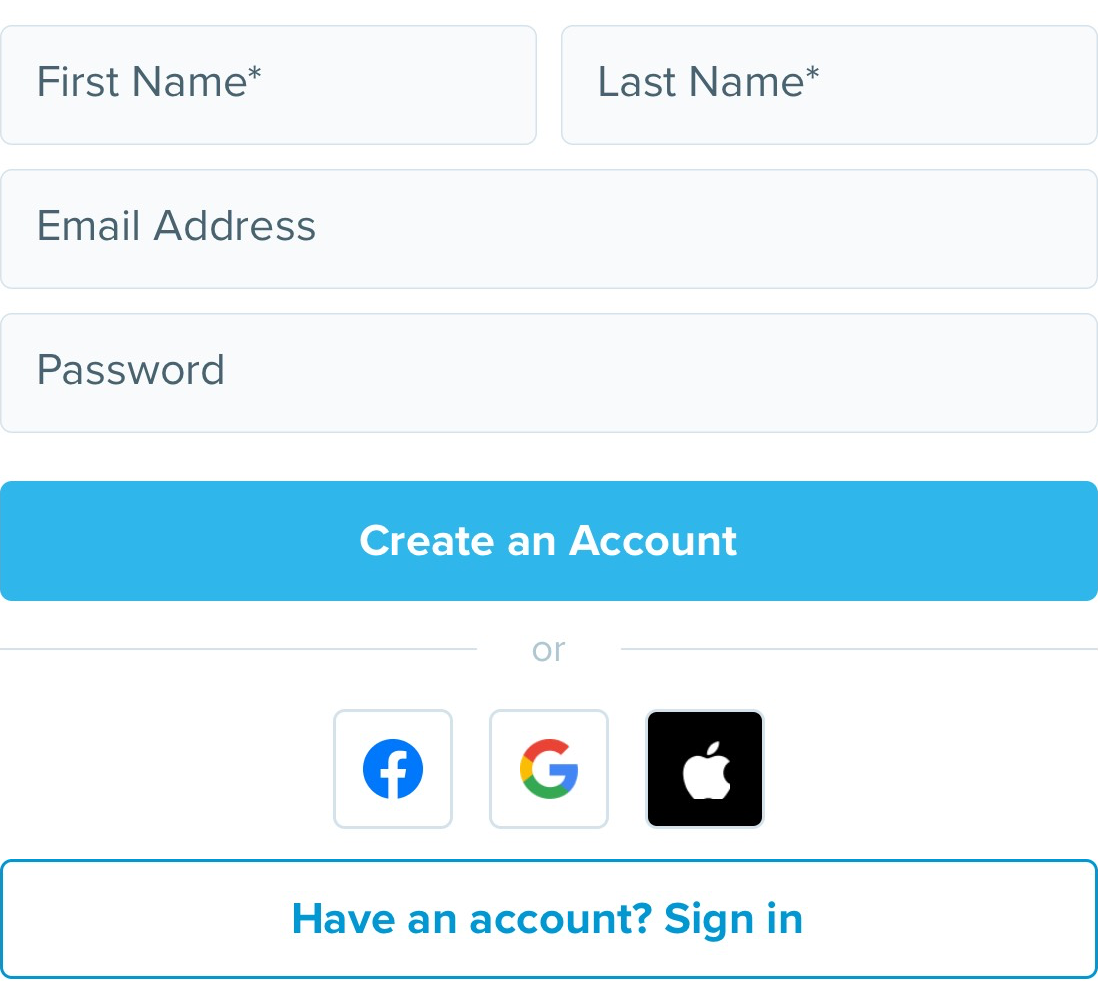 First Name* Last Name*
Email Address
Password
Create an Account
or
Have an account? Sign in